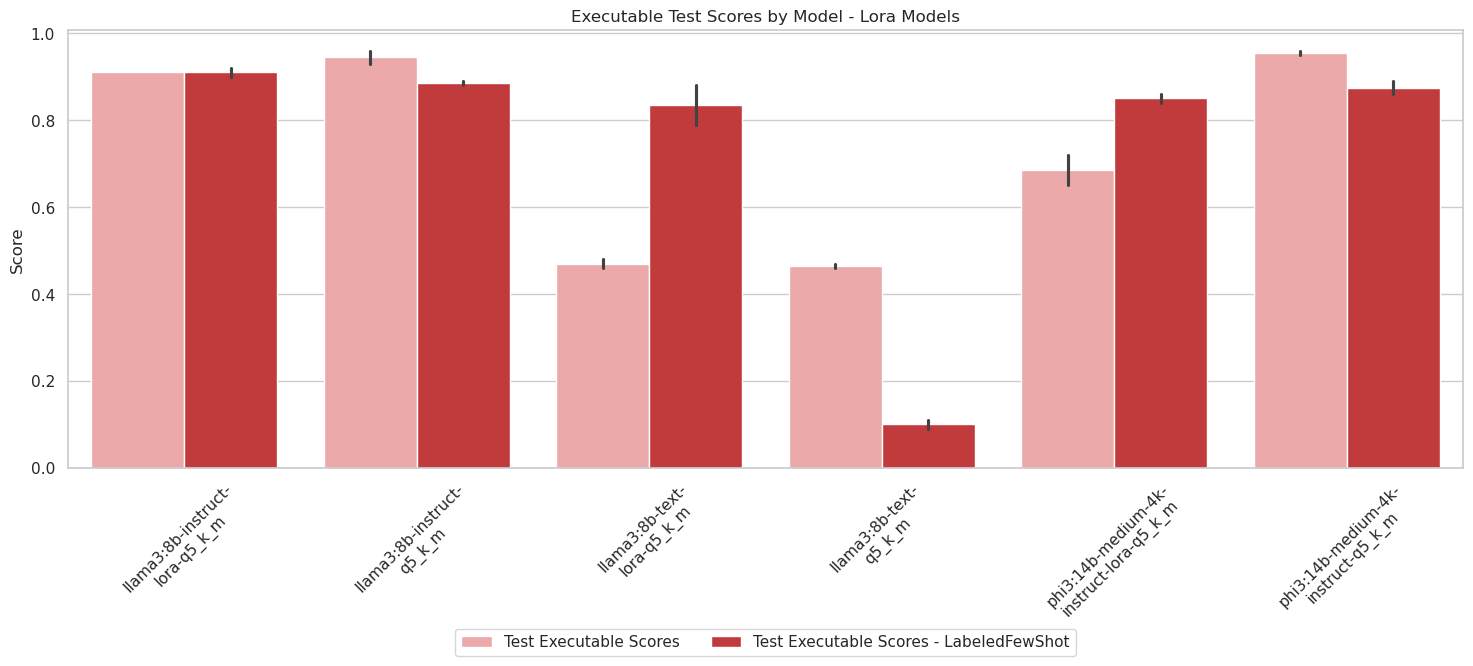 Executable Test Scores by Model - Lora Models
Score
1.0
0.8
0.6
0.4
0.2
0.0
llama3:8b-instruct-
lora-q5_k_m
llama3:8b-instruct-
q5_k_m
llama3:8b-text-
lora-q5_k_m
llama3:8b-text-
q5_k_m
phi3:14b-medium-4k-
instruct-lora-q5_k_m
phi3:14b-medium-4k-
instruct-q5_k_m
Test Executable Scores
Test Executable Scores - LabeledFewShot